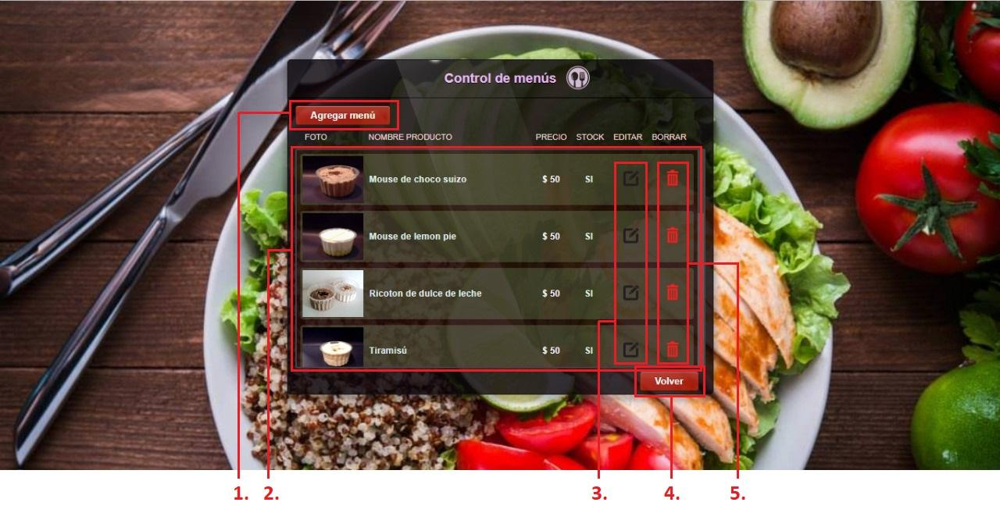 Control de menús
Agregar menú
FOTO NOMBRE PRODUCTO PRECIO STOCK EDITAR BORRAR
Mouse de choco suizo $ 50 SI
Mouse de lemon pie $ 50 SI
Ricoton de dulce de leche $ 50 SI
Tiramisú $ 50 SI
Volver
1. 2. 3. 4. 5.